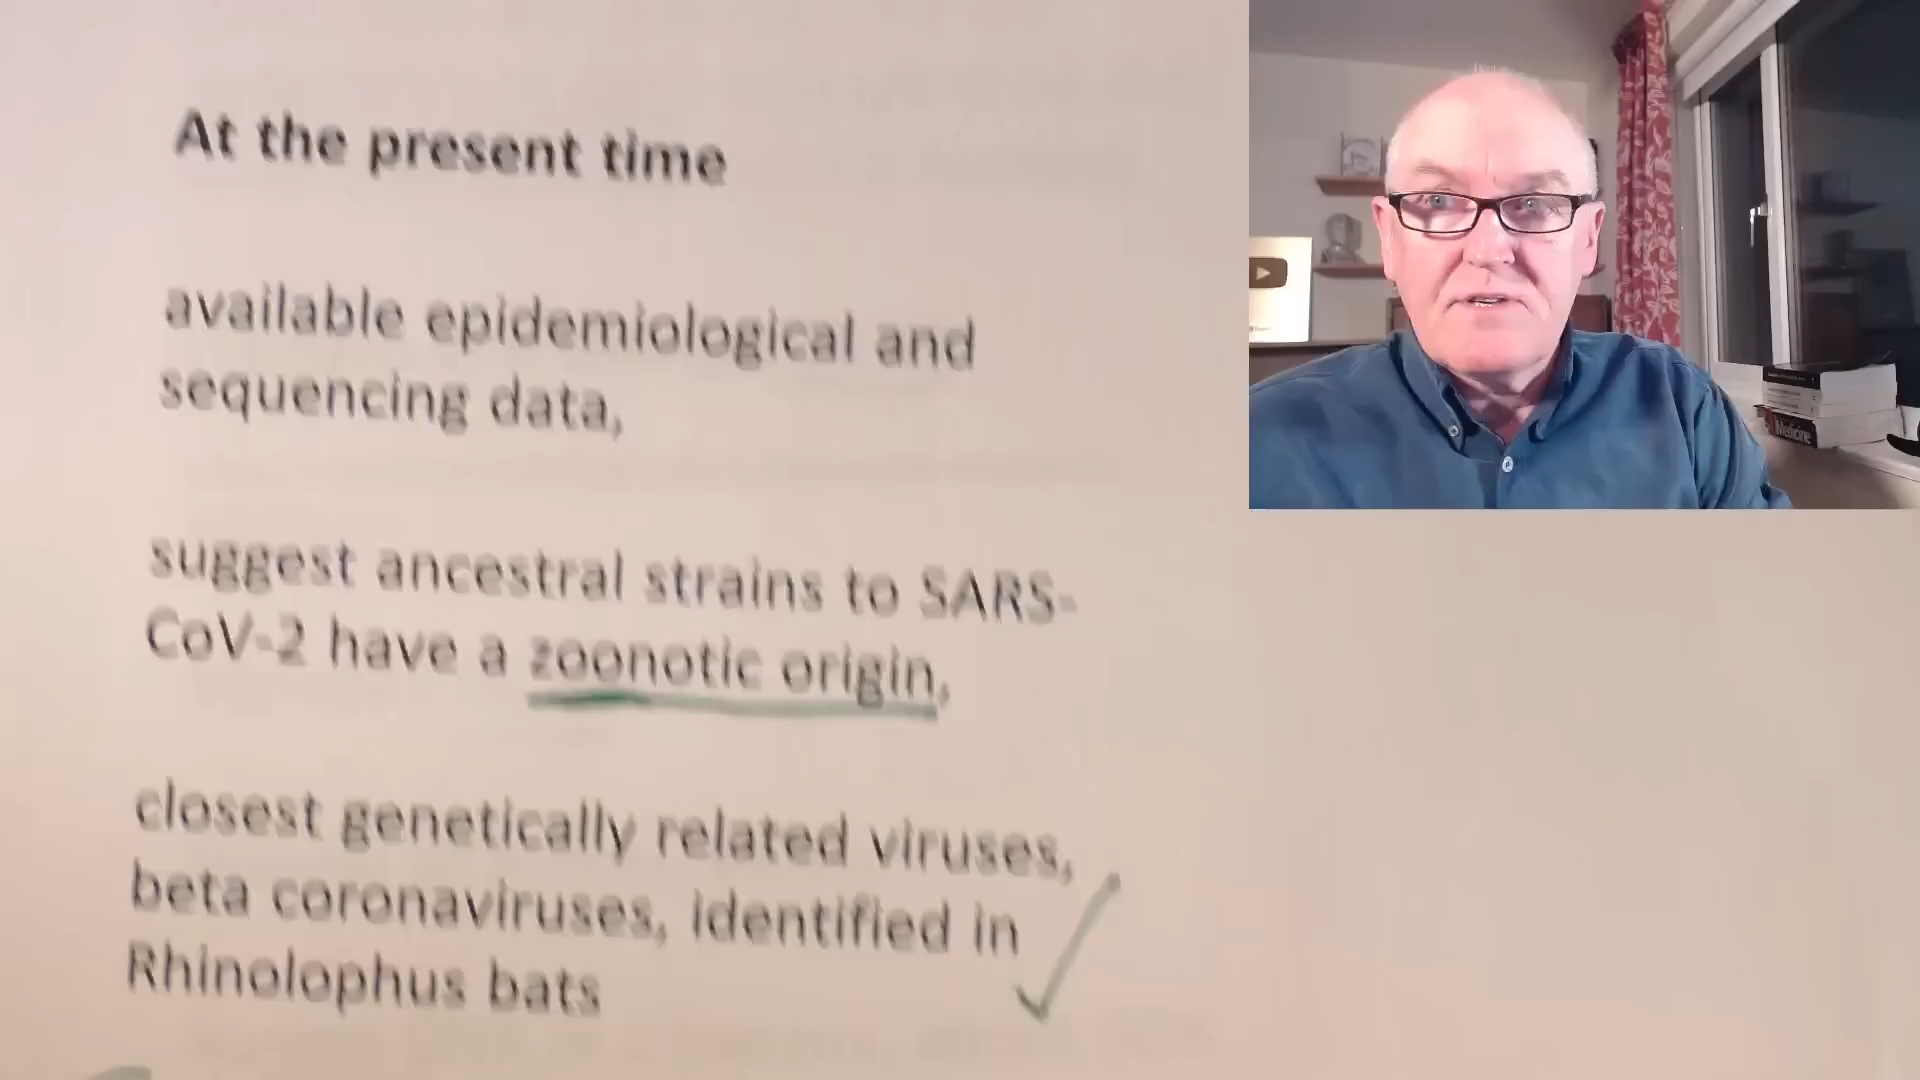 At the present time
available epidemiological and
sequencing data,
suggest ancestral strains to SARS-
CoV-2 have a zoonotic origin,
closest genetically related viruses,
beta coronaviruses, identified in
Rhinolophus bats
Medicine